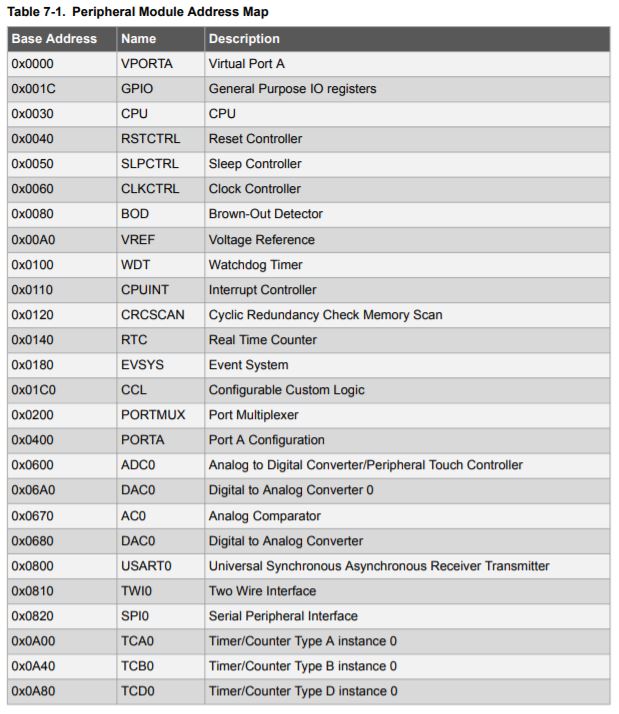 Table 7-1. Peripheral Module Address Map
Base Address Name Description
0x0000 VPORTA Virtual Port A
0x001C GPIO General Purpose IO registers
0x0030 CPU CPU
0x0040 RSTCTRL Reset Controller
0x0050 SLPCTRL Sleep Controller
0x0060 CLKCTRL Clock Controller
0x0080 BOD Brown-Out Detector
0x00A0 VREF Voltage Reference
0x0100 WDT Watchdog Timer
0x0110 CPUINT Interrupt Controller
0x0120 CRCSCAN Cyclic Redundancy Check Memory Scan
0x0140 RTC Real Time Counter
0x0180 EVSYS Event System
0x01C0 CCL Configurable Custom Logic
0x0200 PORTMUX Port Multiplexer
0x0400 PORTA Port A Configuration
0x0600 ADC0 Analog to Digital Converter/Peripheral Touch Controller
0x06A0 DAC0 Digital to Analog Converter 0
0x0670 AC0 Analog Comparator
0x0680 DAC0 Digital to Analog Converter
0x0800 USART0 Universal Synchronous Asynchronous Receiver Transmitter
0x0810 TWI0 Two Wire Interface
0x0820 SPI0 Serial Peripheral Interface
0x0A00 TCA0 Timer/Counter Type A instance 0
0x0A40 TCB0 Timer/Counter Type B instance 0
0x0A80 TCD0 Timer/Counter Type D instance 0